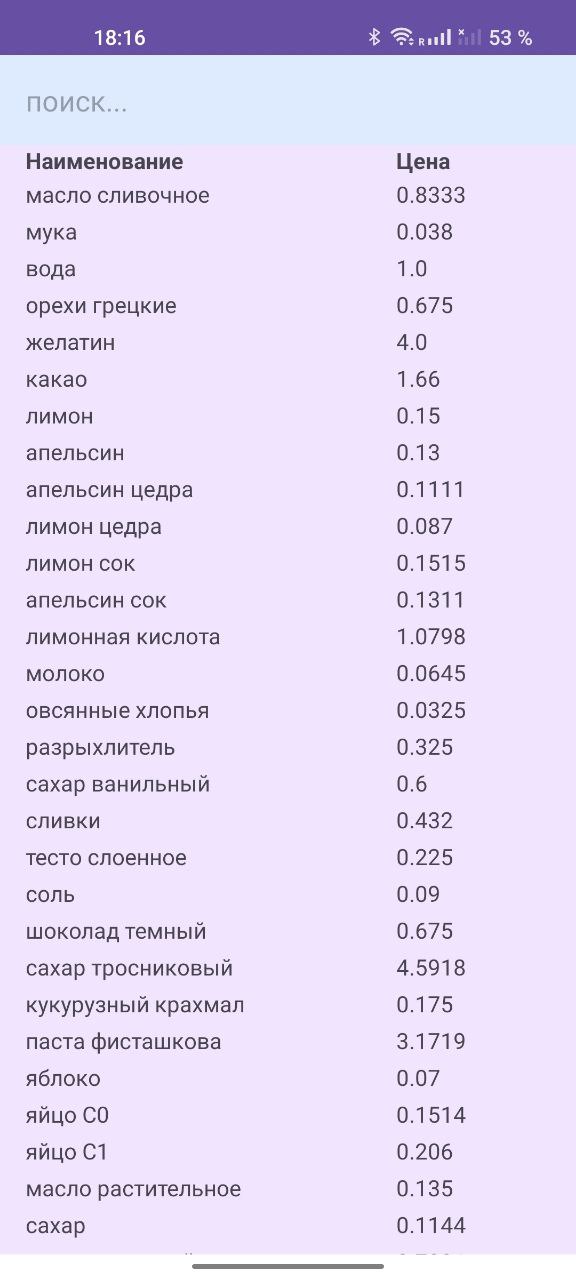 18:16 R 53 %
поиск...
Наименование Цена
масло сливочное 0.8333
мука 0.038
вода 1.0
орехи грецкие 0.675
желатин 4.0
какао 1.66
лимон 0.15
апельсин 0.13
апельсин цедра 0.1111
лимон цедра 0.087
лимон сок 0.1515
апельсин сок 0.1311
лимонная кислота 1.0798
молоко 0.0645
овсянные хлопья 0.0325
разрыхлитель 0.325
сахар ванильный 0.6
сливки 0.432
тесто слоенное 0.225
соль 0.09
шоколад темный 0.675
сахар тросниковый 4.5918
кукурузный крахмал 0.175
паста фисташкова 3.1719
яблоко 0.07
яйцо С0 0.1514
яйцо С1 0.206
масло растительное 0.135
сахар 0.1144